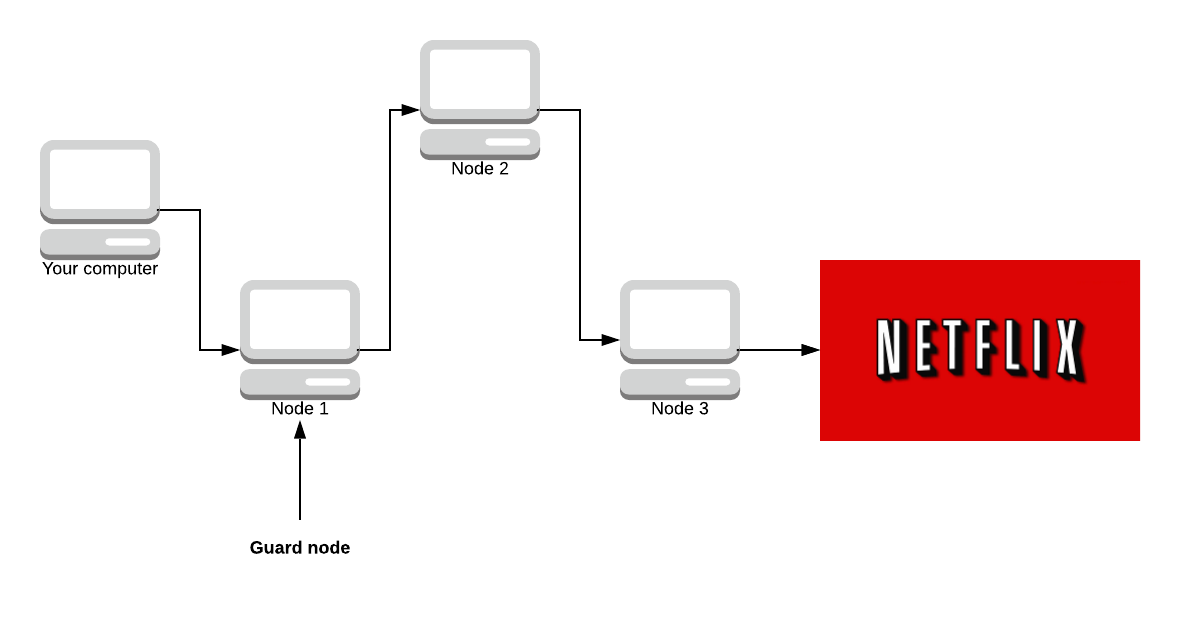 Node 2
Your computer
NETFLIX
Node 1
Node 3
Guard node